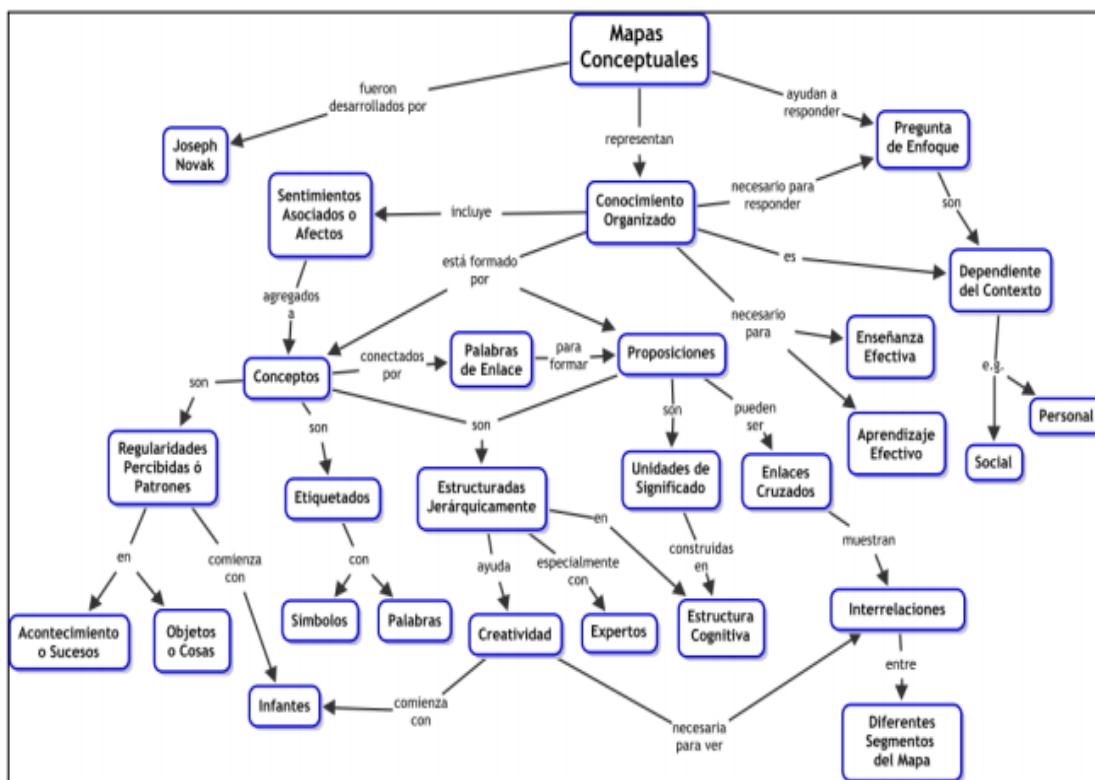 Mapas
Conceptuales
fueron
desarrollados por
ayudan a
responder
representan
Joseph
Novak
Pregunta
de Enfoque
Sentimientos
Asociados o
Afectos
incluye
Conocimiento
Organizado
necesario para
responder
son
está formado
por
es
Dependiente
del Contexto
agregados
a
necesario
para
Enseñanza
Efectiva
e.g.
Conceptos
conectados
por
Palabras
de Enlace
para
formar
Proposiciones
Personal
Social
Aprendizaje
Efectivo
son
son
son
són
pueden
ser
Regularidades
Percibidas ó
Patrones
Etiquetados
Estructuradas
Jerárquicamente
Unidades de
Significado
Enlaces
Cruzados
en
comienza
con
con
ayuda
especialmente
con
en
construidas
en
muestran
Acontecimiento
o Sucesos
Objetos
o Cosas
Símbolos
Palabras
Creatividad
Expertos
Estructura
Cognitiva
Interrelaciones
Infantes
comienza
con
necesaria
para ver
entre
Diferentes
Segmentos
del Mapa